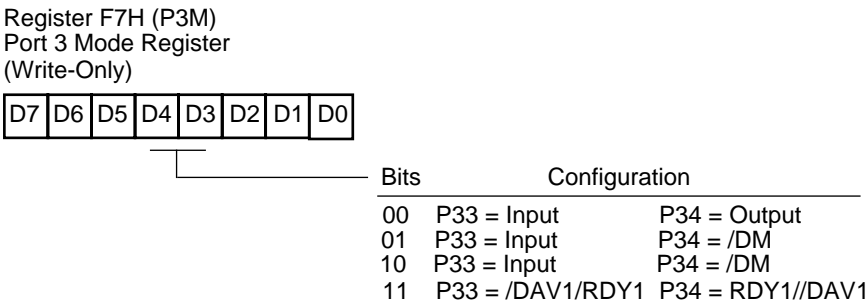 Register F7H (P3M)
Port 3 Mode Register
(Write-Only)
D7 D6 D5 D4 D3 D2 D1 D0
Bits Configuration
00 P33 = Input P34 = Output
01 P33 = Input P34 = /DM
10 P33 = Input P34 = /DM
11 P33 = /DAV1/RDY1 P34 = RDY1//DAV1